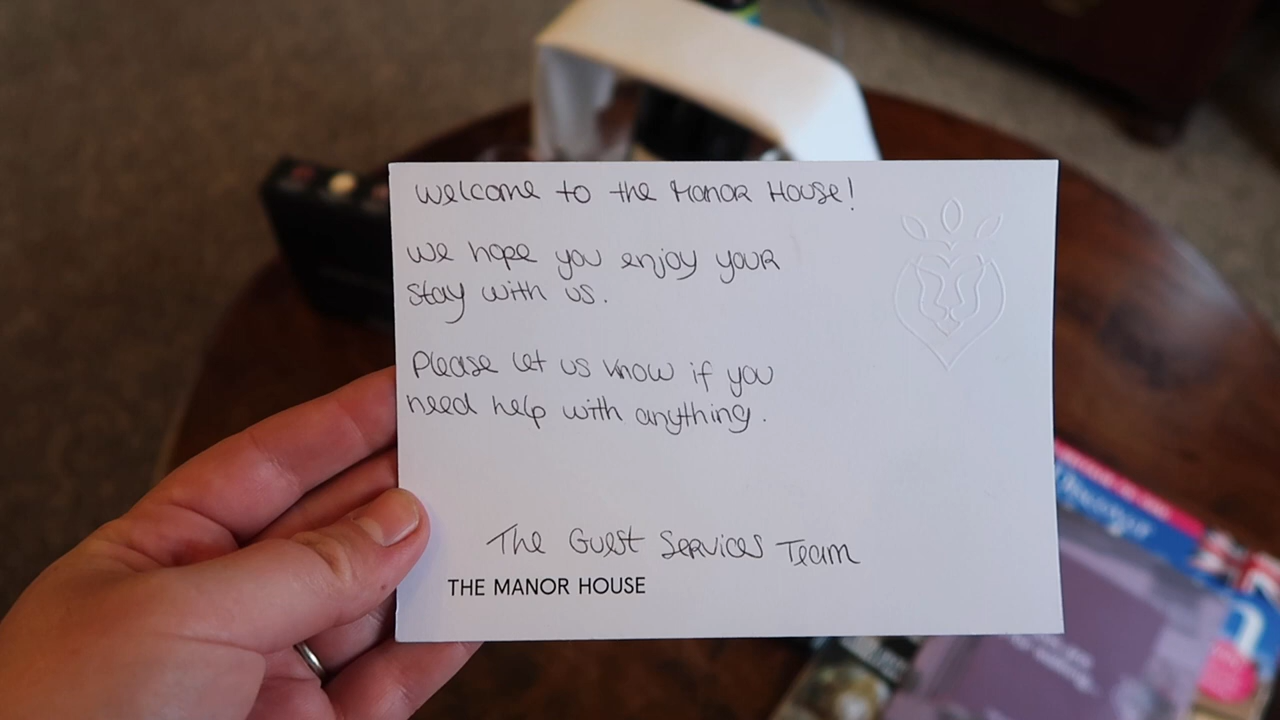 Welcome to the Manor House!
We hope you enjoy your
stay with us.
Please let us know if you
need help with anything.
The Guest Services Team
THE MANOR HOUSE